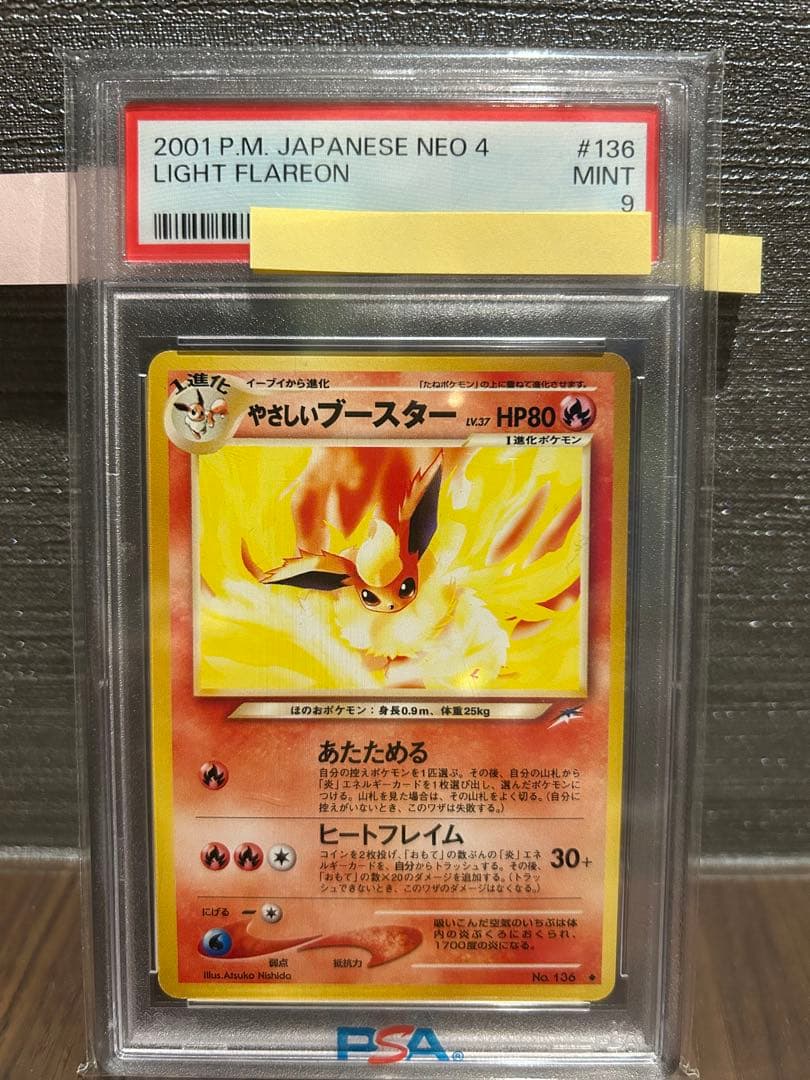 2001 P.M. JAPANESE NEO 4 #136
LIGHT FLAREON MINT
9
1進化 イーブイから進化 「たねポケモン」の上に重ねて進化させます。
やさしいブースター LV.37 HP80
1進化ポケモン
ほのおポケモン:身長0.9m、体重25kg
あたためる
自分の控えポケモンを1匹選ぶ。その後、自分の山札から
「炎」エネルギーカードを1枚選び出し、選んだポケモンに
つける。山札を見た場合は、その山札をよく切る。(自分に
控えがいないとき、このワザは失敗する。)
ヒートフレイム
コインを2枚投げ、「おもて」の数ぶんの「炎」エネ
ルギーカードを、自分からトラッシュする。その後、
「おもて」の数×20のダメージを追加する。(トラッ
シュできないとき、このワザのダメージはなくなる。)
30+
にげる
吸いこんだ空気のいちぶは体
内の炎ぶくろにおくられ、
1700度の炎になる。
弱点 抵抗力
Illus.Atsuko Nishida No.136
PSA®